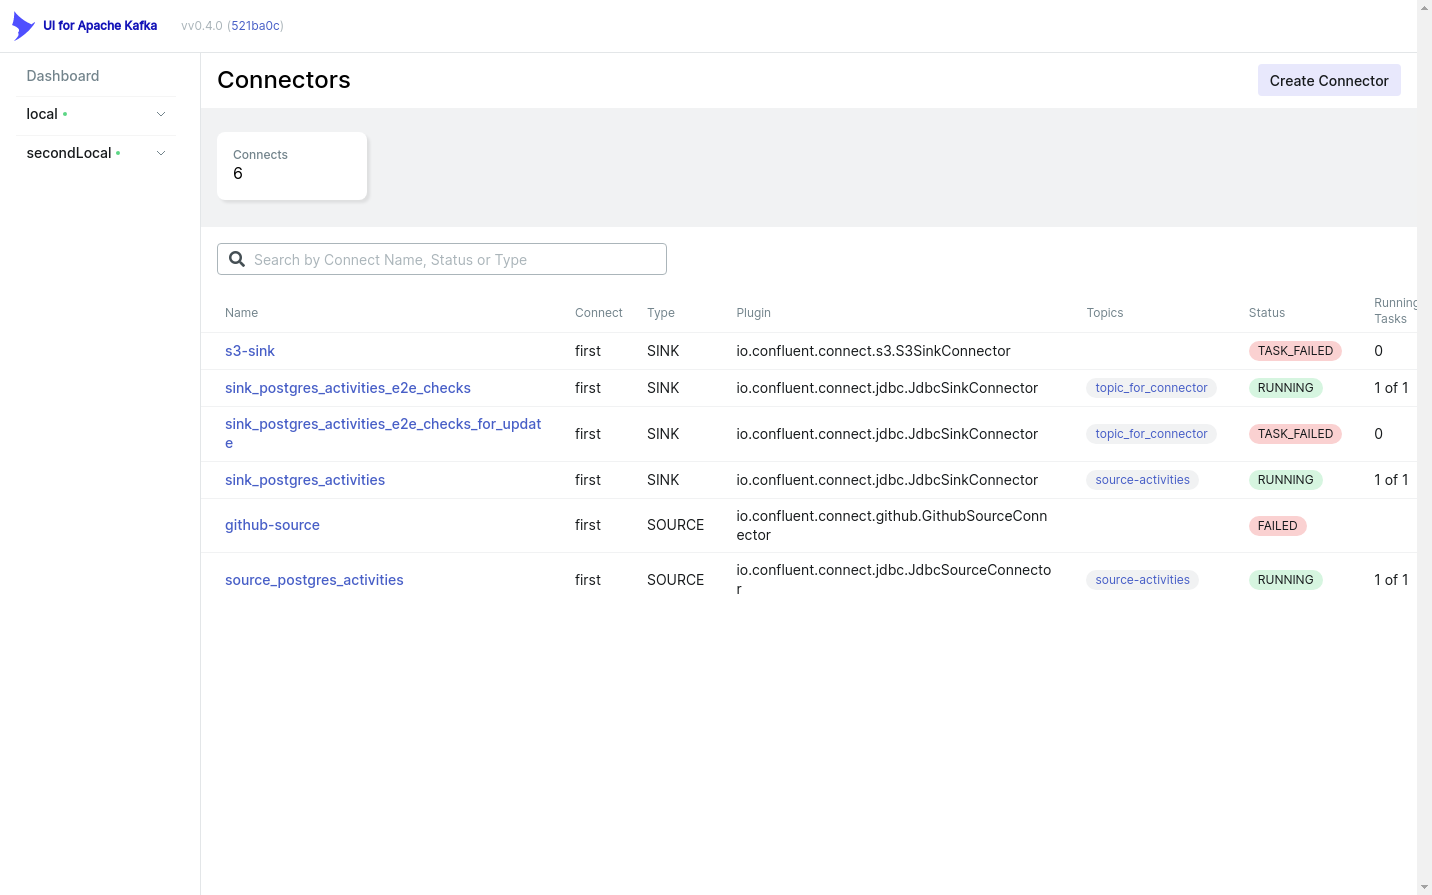 UI for Apache Kafka
vv0.4.0 (521ba0c)
Dashboard
local
secondLocal
Connectors
Create Connector
Connects
6
Search by Connect Name, Status or Type
Name Connect Type Plugin Topics Status Running
Tasks
s3-sink first SINK io.confluent.connect.s3.S3SinkConnector TASK_FAILED 0
sink_postgres_activities_e2e_checks first SINK io.confluent.connect.jdbc.JdbcSinkConnector topic_for_connector RUNNING 1 of 1
sink_postgres_activities_e2e_checks_for_updat
e
first SINK io.confluent.connect.jdbc.JdbcSinkConnector topic_for_connector TASK_FAILED 0
sink_postgres_activities first SINK io.confluent.connect.jdbc.JdbcSinkConnector source-activities RUNNING 1 of 1
github-source first SOURCE io.confluent.connect.github.GithubSourceConn
ector
FAILED
source_postgres_activities first SOURCE io.confluent.connect.jdbc.JdbcSourceConnecto
r
source-activities RUNNING 1 of 1